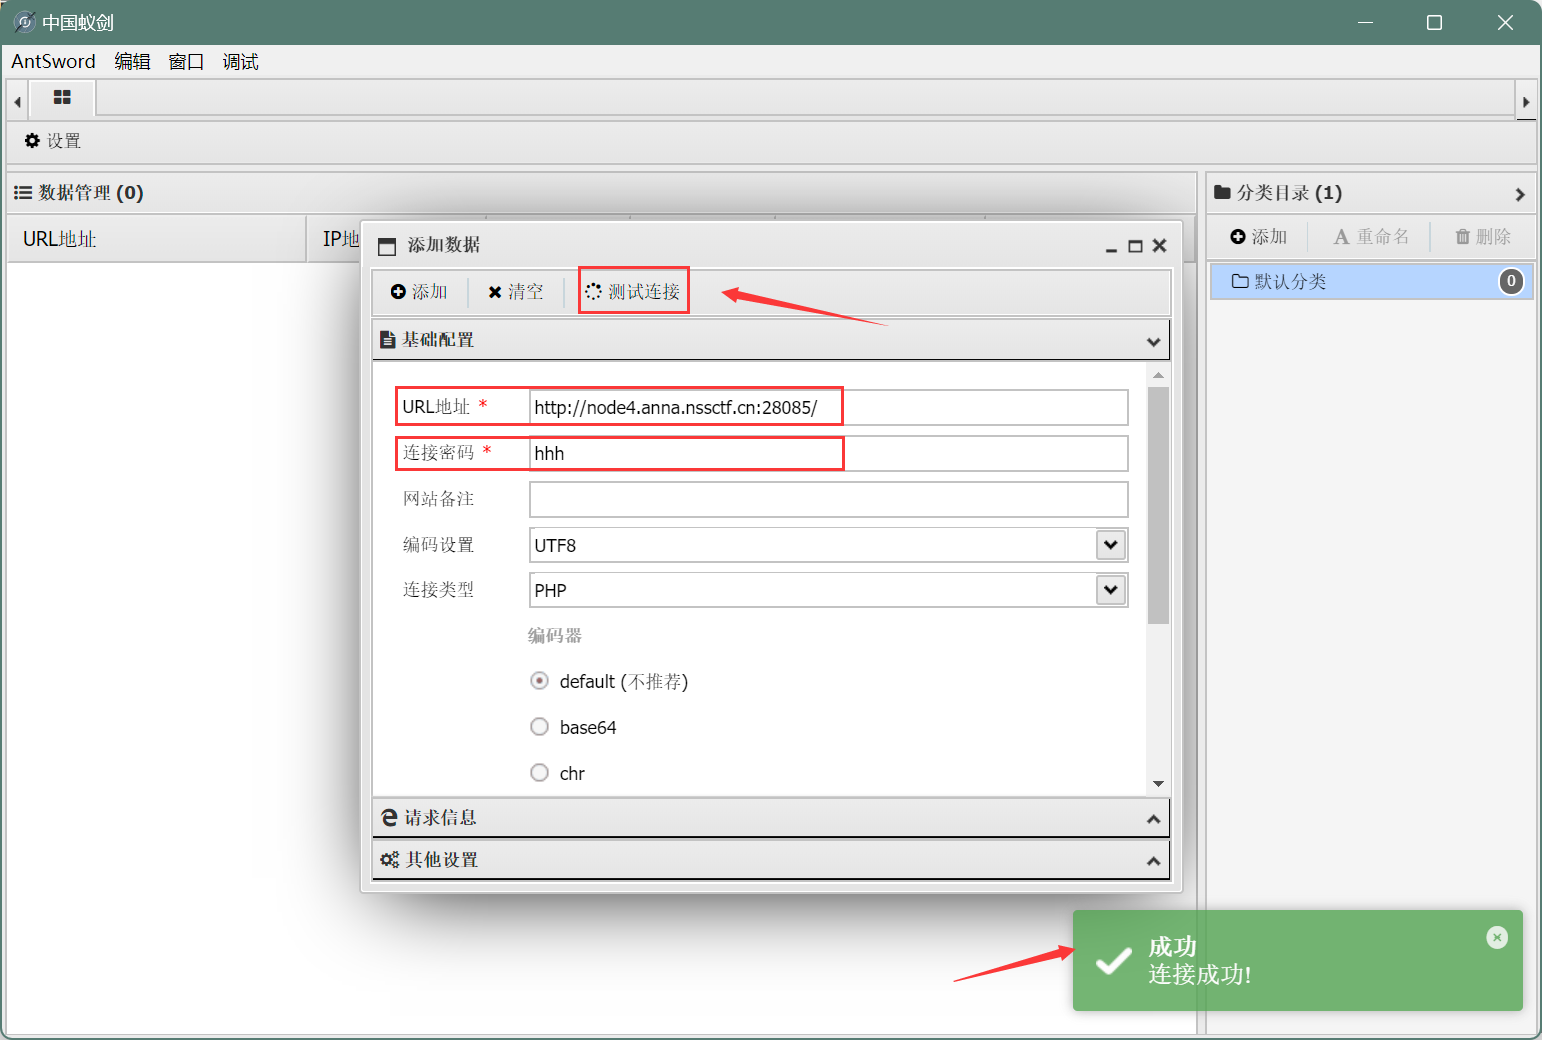 中国蚁剑
AntSword 编辑 窗口 调试
设置
数据管理 (0)
URL地址 IP地
分类目录 (1)
添加 重命名 删除
默认分类 0
添加数据
添加 清空 测试连接
基础配置
URL地址 * http://node4.anna.nssctf.cn:28085/
连接密码 * hhh
网站备注
编码设置 UTF8
连接类型 PHP
编码器
default (不推荐)
base64
chr
请求信息
其他设置
成功
连接成功!